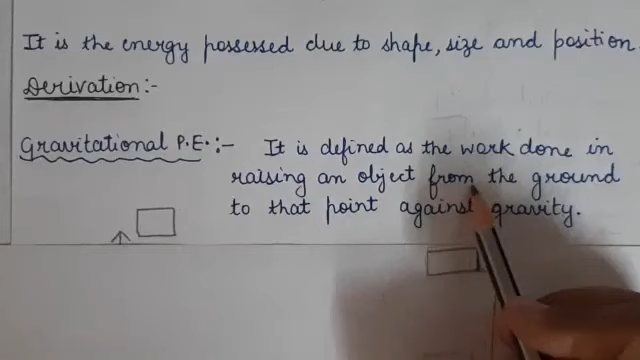 It is the energy possessed due to shape, size and position.
Derivation:-
Gravitational P.E.:- It is defined as the work done in
raising an object from the ground
to that point against gravity.